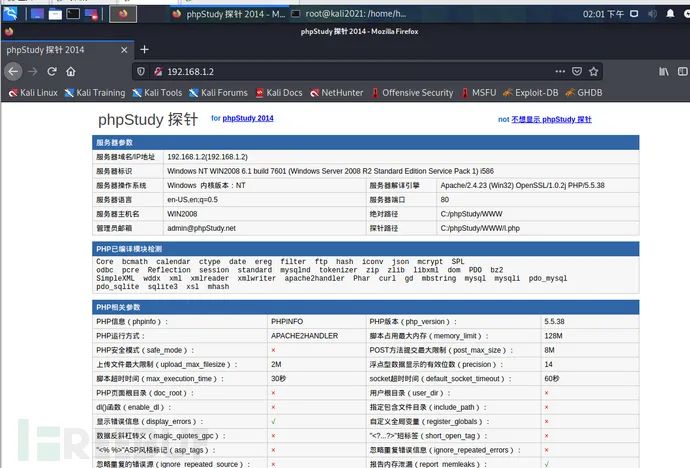 phpStudy 探针 2014 - M...
root@kali2021: /home/h...
02:01 下午
phpStudy 探针 2014 - Mozilla Firefox
phpStudy 探针 2014
192.168.1.2
Kali Linux Kali Training Kali Tools Kali Forums Kali Docs NetHunter Offensive Security MSFU Exploit-DB GHDB
phpStudy 探针 for phpStudy 2014 not 不想显示 phpStudy 探针
服务器参数
服务器域名/IP地址 192.168.1.2(192.168.1.2)
服务器标识 Windows NT WIN2008 6.1 build 7601 (Windows Server 2008 R2 Standard Edition Service Pack 1) i586
服务器操作系统 Windows 内核版本：NT 服务器解译引擎 Apache/2.4.23 (Win32) OpenSSL/1.0.2j PHP/5.5.38
服务器语言 en-US,en;q=0.5 服务器端口 80
服务器主机名 WIN2008 绝对路径 C:/phpStudy/WWW
管理员邮箱 admin@phpStudy.net 探针路径 C:/phpStudy/WWW/l.php
PHP已编译模块检测
Core bcmath calendar ctype date ereg filter ftp hash iconv json mcrypt SPL
odbc pcre Reflection session standard mysqlnd tokenizer zip zlib libxml dom PDO bz2
SimpleXML wddx xml xmlreader xmlwriter apache2handler Phar curl gd mbstring mysql mysqli pdo_mysql
pdo_sqlite sqlite3 xsl mhash
PHP相关参数
PHP信息（phpinfo）： PHPINFO PHP版本（php_version）： 5.5.38
PHP运行方式： APACHE2HANDLER 脚本占用最大内存（memory_limit）： 128M
PHP安全模式（safe_mode）： × POST方法提交最大限制（post_max_size）： 8M
上传文件最大限制（upload_max_filesize）： 2M 浮点型数据显示的有效位数（precision）： 14
脚本超时时间（max_execution_time）： 30秒 socket超时时间（default_socket_timeout）： 60秒
PHP页面根目录（doc_root）： × 用户根目录（user_dir）： ×
dl()函数（enable_dl）： × 指定包含文件目录（include_path）： ×
显示错误信息（display_errors）： √ 自定义全局变量（register_globals）： ×
数据反斜杠转义（magic_quotes_gpc）： × "<?...?>"短标签（short_open_tag）： ×
"<% %>"ASP风格标记（asp_tags）： × 忽略重复错误信息（ignore_repeated_errors）： ×
忽略重复的错误源（ignore_repeated_source）： × 报告内存泄漏（report_memleaks）： √